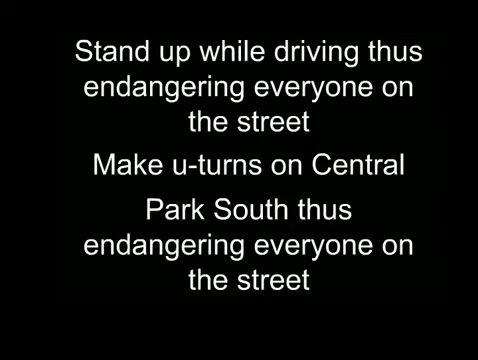 Stand up while driving thus
endangering everyone on
the street
Make u-turns on Central
Park South thus
endangering everyone on
the street